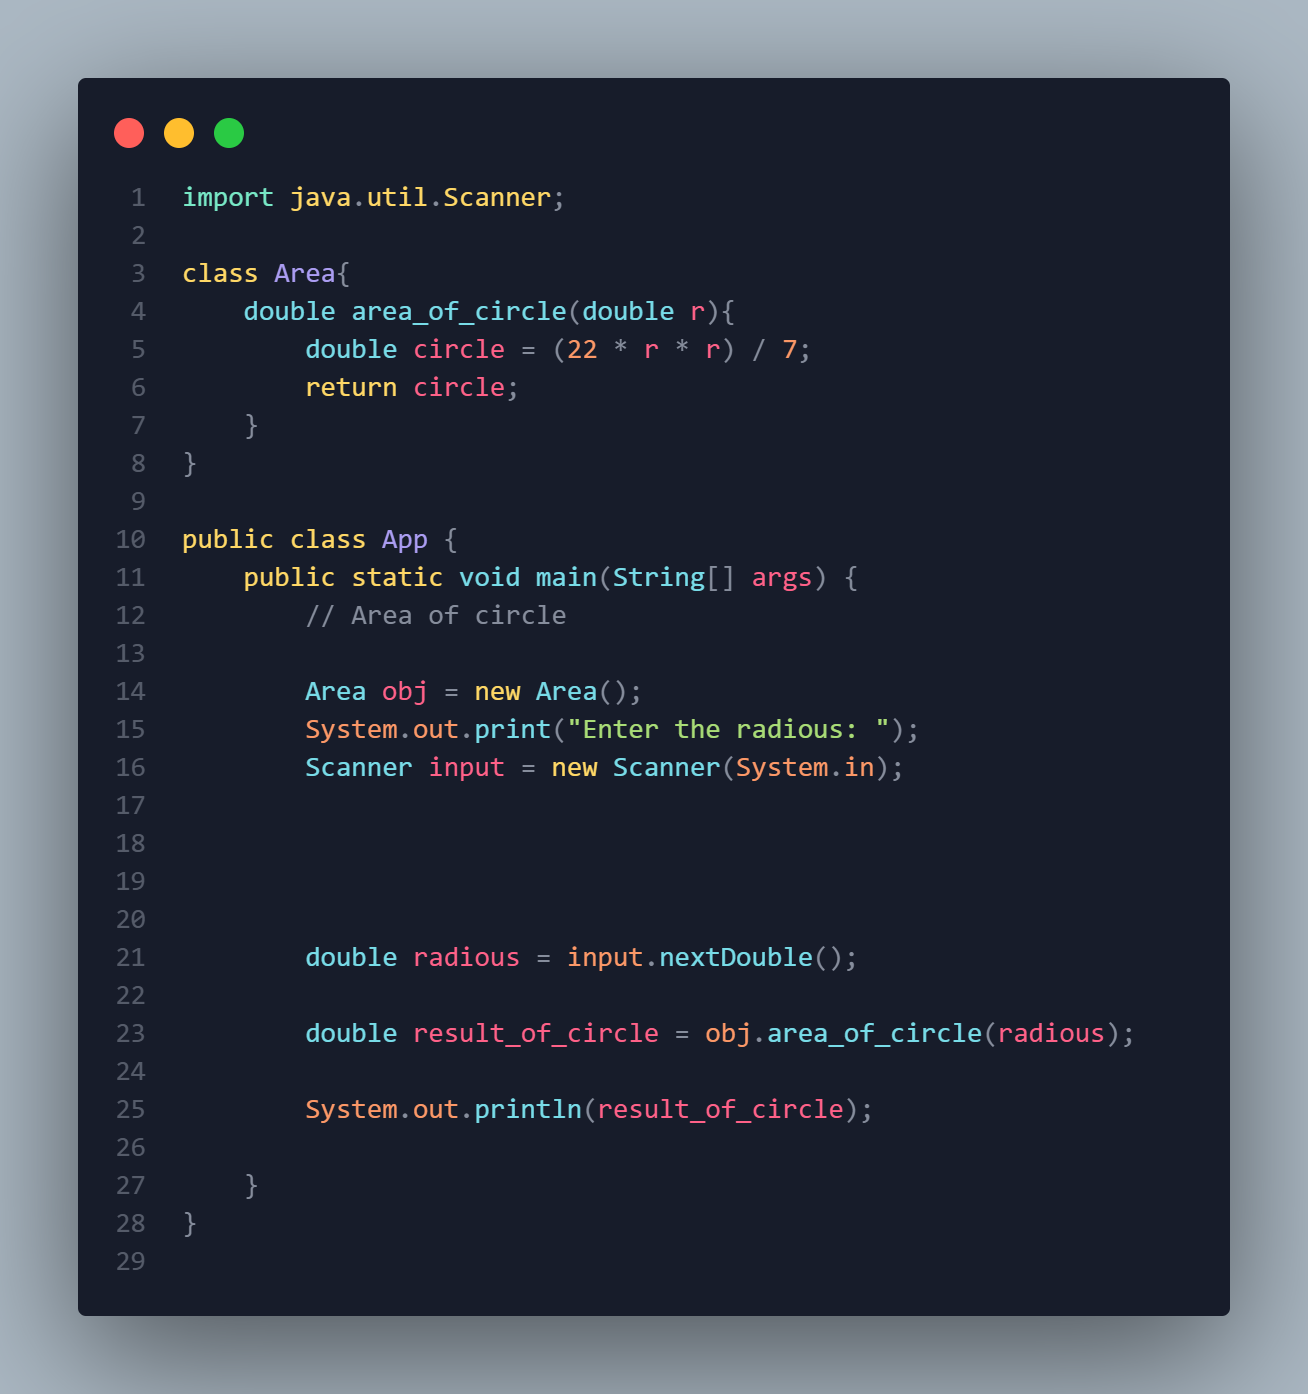 1 import java.util.Scanner;
2
3 class Area{
4     double area_of_circle(double r){
5         double circle = (22 * r * r) / 7;
6         return circle;
7     }
8 }
9
10 public class App {
11     public static void main(String[] args) {
12         // Area of circle
13
14         Area obj = new Area();
15         System.out.print("Enter the radious: ");
16         Scanner input = new Scanner(System.in);
17
18
19
20
21         double radious = input.nextDouble();
22
23         double result_of_circle = obj.area_of_circle(radious);
24
25         System.out.println(result_of_circle);
26
27     }
28 }
29